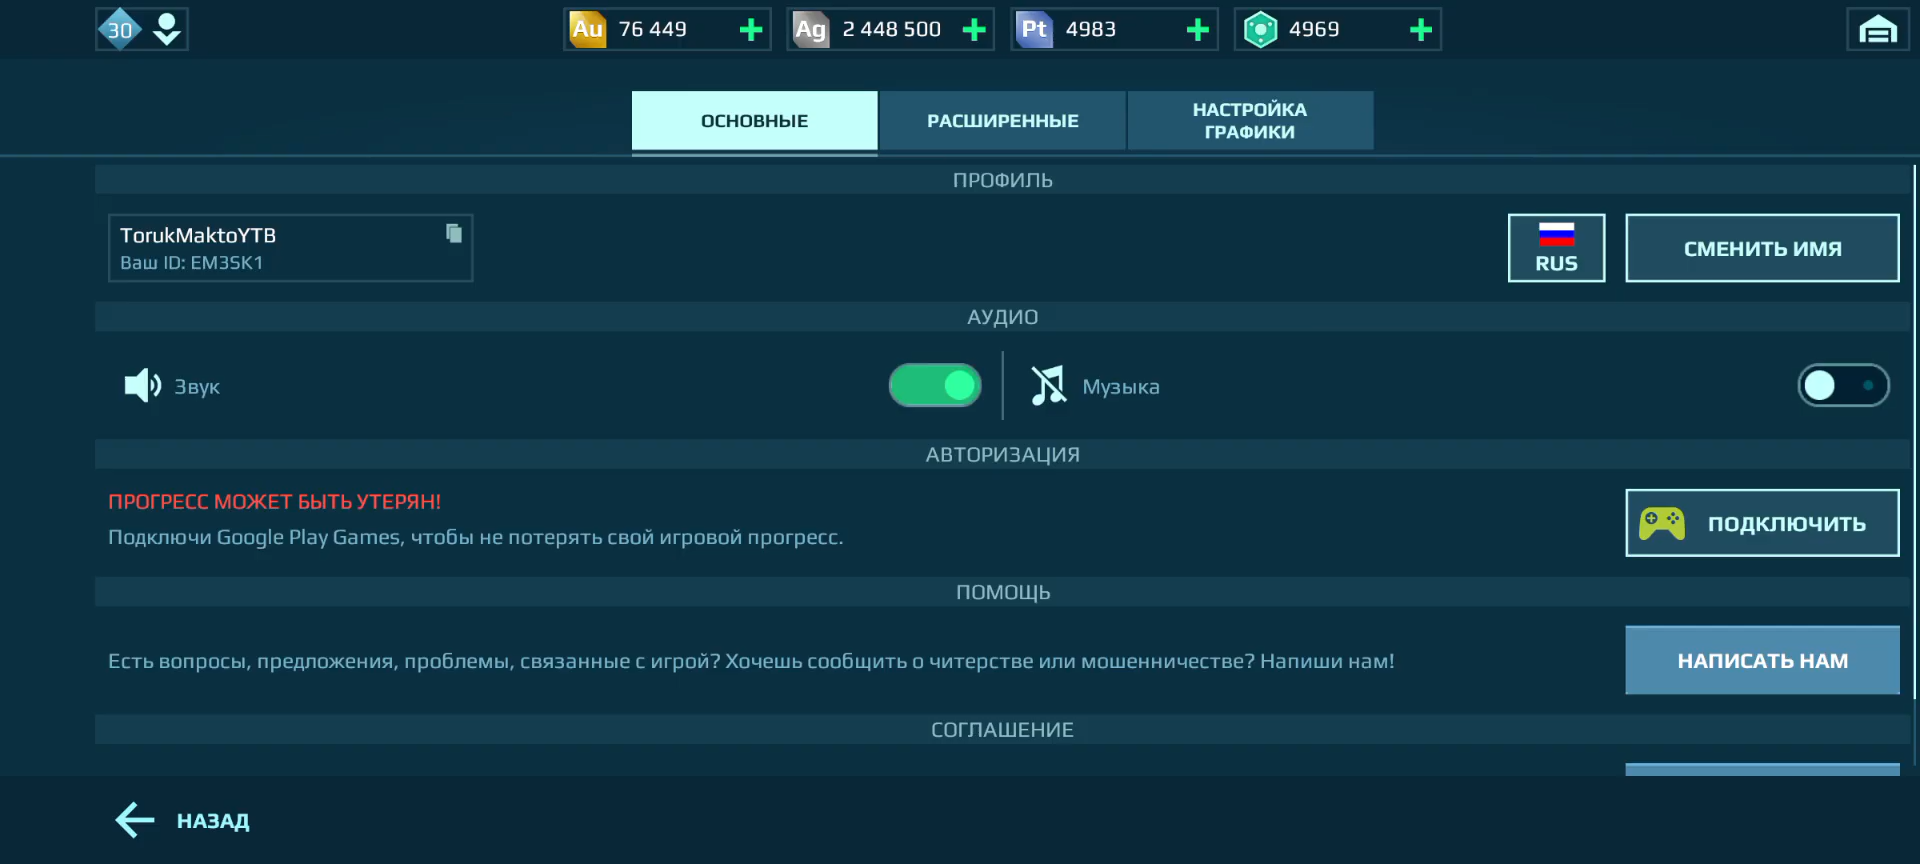 30
Au 76 449
Ag 2 448 500
Pt 4983
4969
ОСНОВНЫЕ
РАСШИРЕННЫЕ
НАСТРОЙКА
ГРАФИКИ
ПРОФИЛЬ
TorukMaktoYTB
Ваш ID: EM3SK1
RUS
СМЕНИТЬ ИМЯ
АУДИО
Звук
Музыка
АВТОРИЗАЦИЯ
ПРОГРЕСС МОЖЕТ БЫТЬ УТЕРЯН!
Подключи Google Play Games, чтобы не потерять свой игровой прогресс.
ПОДКЛЮЧИТЬ
ПОМОЩЬ
Есть вопросы, предложения, проблемы, связанные с игрой? Хочешь сообщить о читерстве или мошенничестве? Напиши нам!
НАПИСАТЬ НАМ
СОГЛАШЕНИЕ
НАЗАД